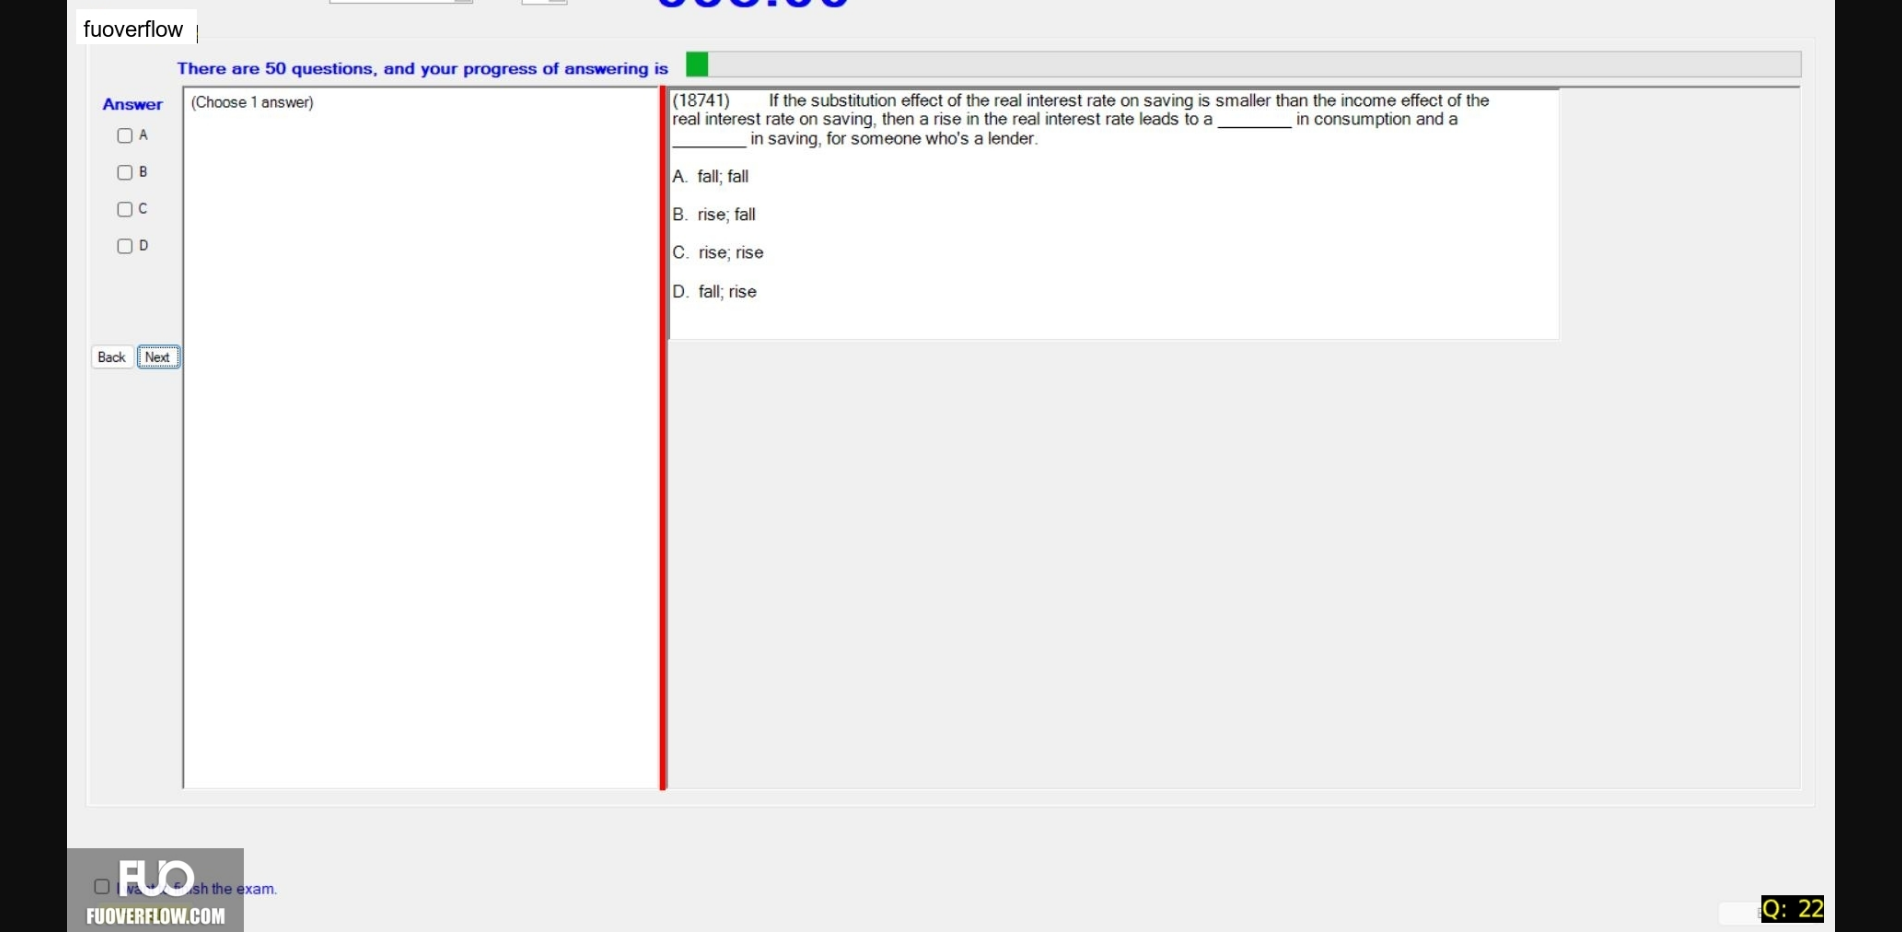 fuoverflow
There are 50 questions, and your progress of answering is
Answer
(Choose 1 answer)
A
B
C
D
Back
Next
(18741) If the substitution effect of the real interest rate on saving is smaller than the income effect of the
real interest rate on saving, then a rise in the real interest rate leads to a ________ in consumption and a
________ in saving, for someone who's a lender.
A. fall; fall
B. rise; fall
C. rise; rise
D. fall; rise
FUO
sh the exam.
FUOVERFLOW.COM
Q: 22